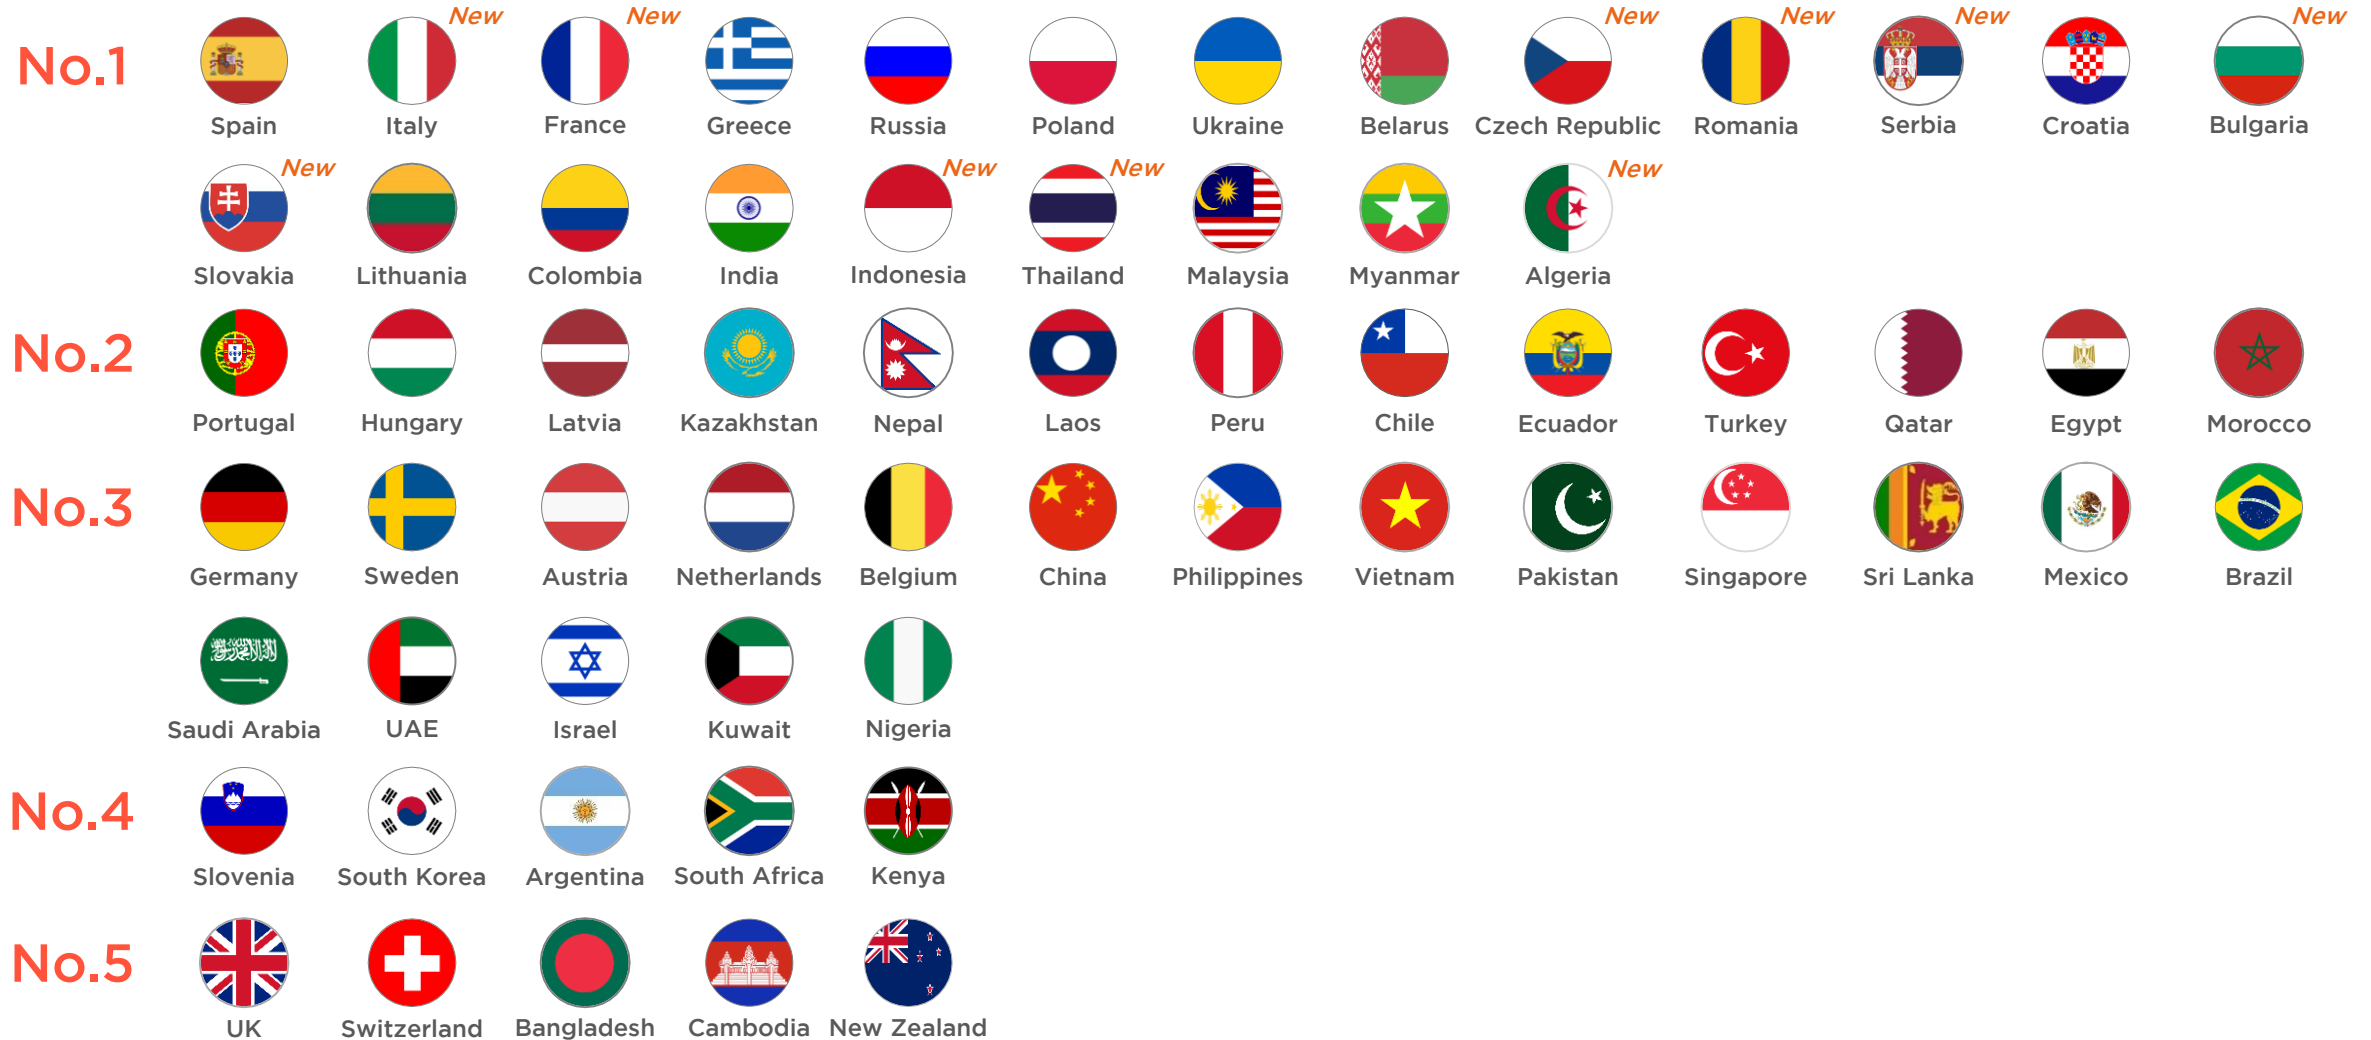 New New New New New New
No.1
Spain Italy France Greece Russia Poland Ukraine Belarus Czech Republic Romania Serbia Croatia Bulgaria
New New New New
Slovakia Lithuania Colombia India Indonesia Thailand Malaysia Myanmar Algeria
No.2
Portugal Hungary Latvia Kazakhstan Nepal Laos Peru Chile Ecuador Turkey Qatar Egypt Morocco
No.3
Germany Sweden Austria Netherlands Belgium China Philippines Vietnam Pakistan Singapore Sri Lanka Mexico Brazil
Saudi Arabia UAE Israel Kuwait Nigeria
No.4
Slovenia South Korea Argentina South Africa Kenya
No.5
UK Switzerland Bangladesh Cambodia New Zealand